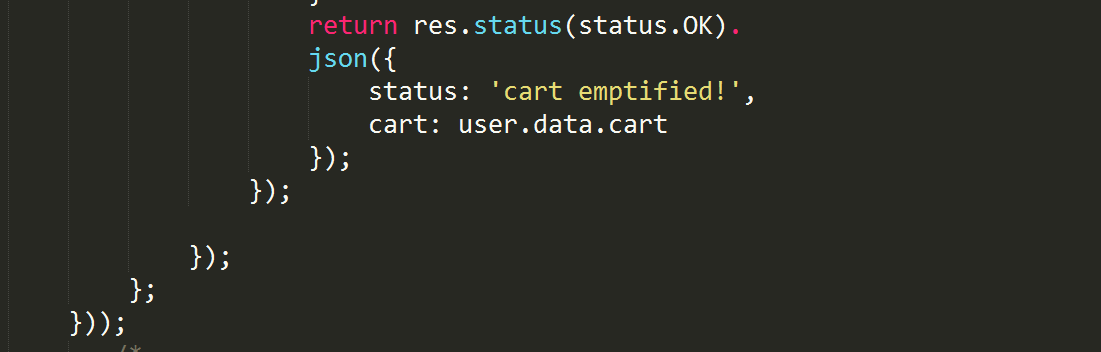 }
return res.status(status.OK).
json({
status: 'cart emptified!',
cart: user.data.cart
});
});
});
};
}));
/*